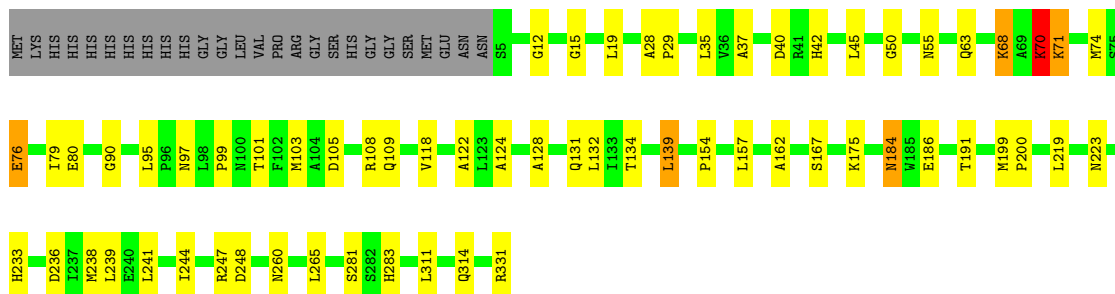 MET LYS HIS HIS HIS HIS HIS HIS HIS HIS GLY GLY LEU VAL PRO ARG GLY SER HIS GLY GLY SER MET GLU ASN ASN S5 G12 G15 L19 A28 P29 L35 V36 A37 D40 R41 H42 L45 G50 N55 Q63 K68 A69 K70 K71 M74 S75
E76 I79 E80 G90 L95 P96 N97 L98 P99 N100 T101 F102 M103 A104 D105 R108 Q109 V118 A122 L123 A124 A128 Q131 L132 I133 T134 L139 P154 L157 A162 S167 K175 N184 W185 E186 T191 M199 P200 L219 N223
H233 D236 I237 M238 L239 E240 L241 I244 R247 D248 N260 L265 S281 S282 H283 L311 Q314 R331